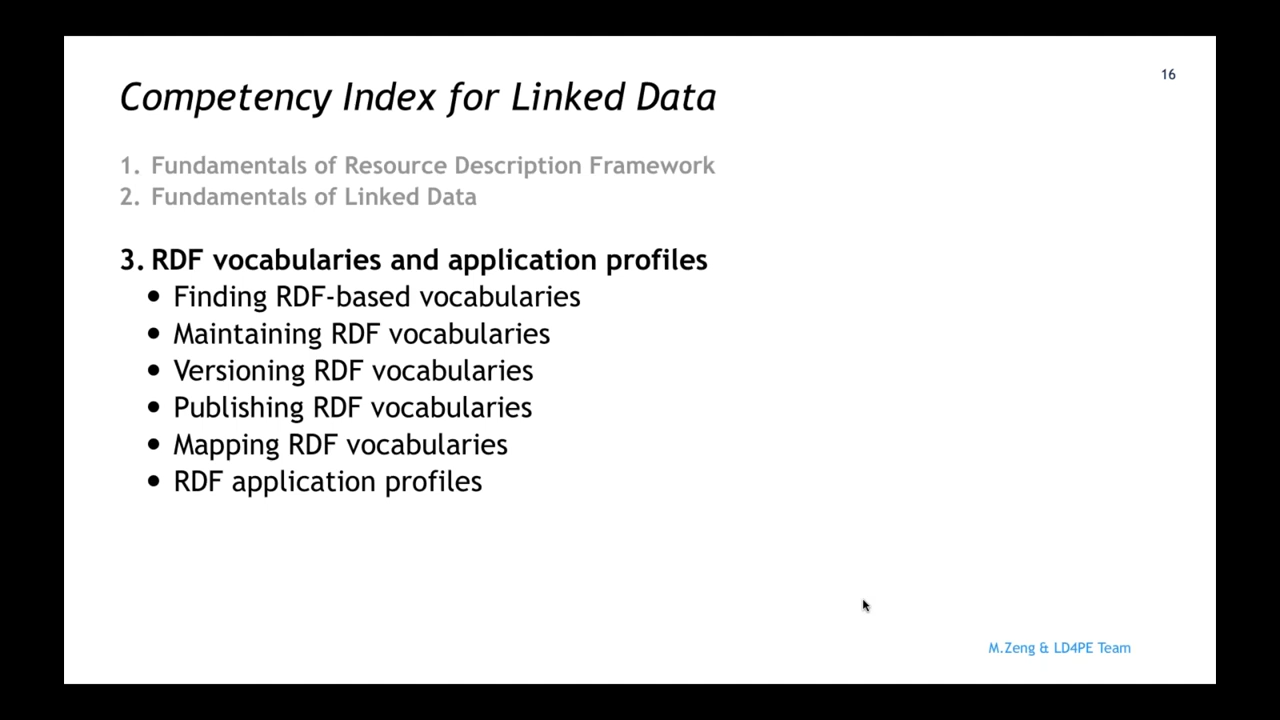 16
Competency Index for Linked Data
1. Fundamentals of Resource Description Framework
2. Fundamentals of Linked Data
3. RDF vocabularies and application profiles
• Finding RDF-based vocabularies
• Maintaining RDF vocabularies
• Versioning RDF vocabularies
• Publishing RDF vocabularies
• Mapping RDF vocabularies
• RDF application profiles
M.Zeng & LD4PE Team